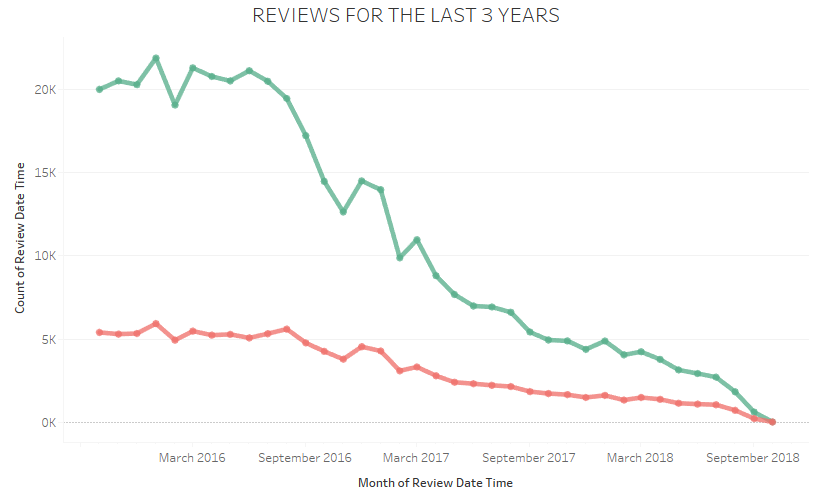 REVIEWS FOR THE LAST 3 YEARS
Count of Review Date Time
20K
15K
10K
5K
0K
March 2016
September 2016
March 2017
September 2017
March 2018
September 2018
Month of Review Date Time